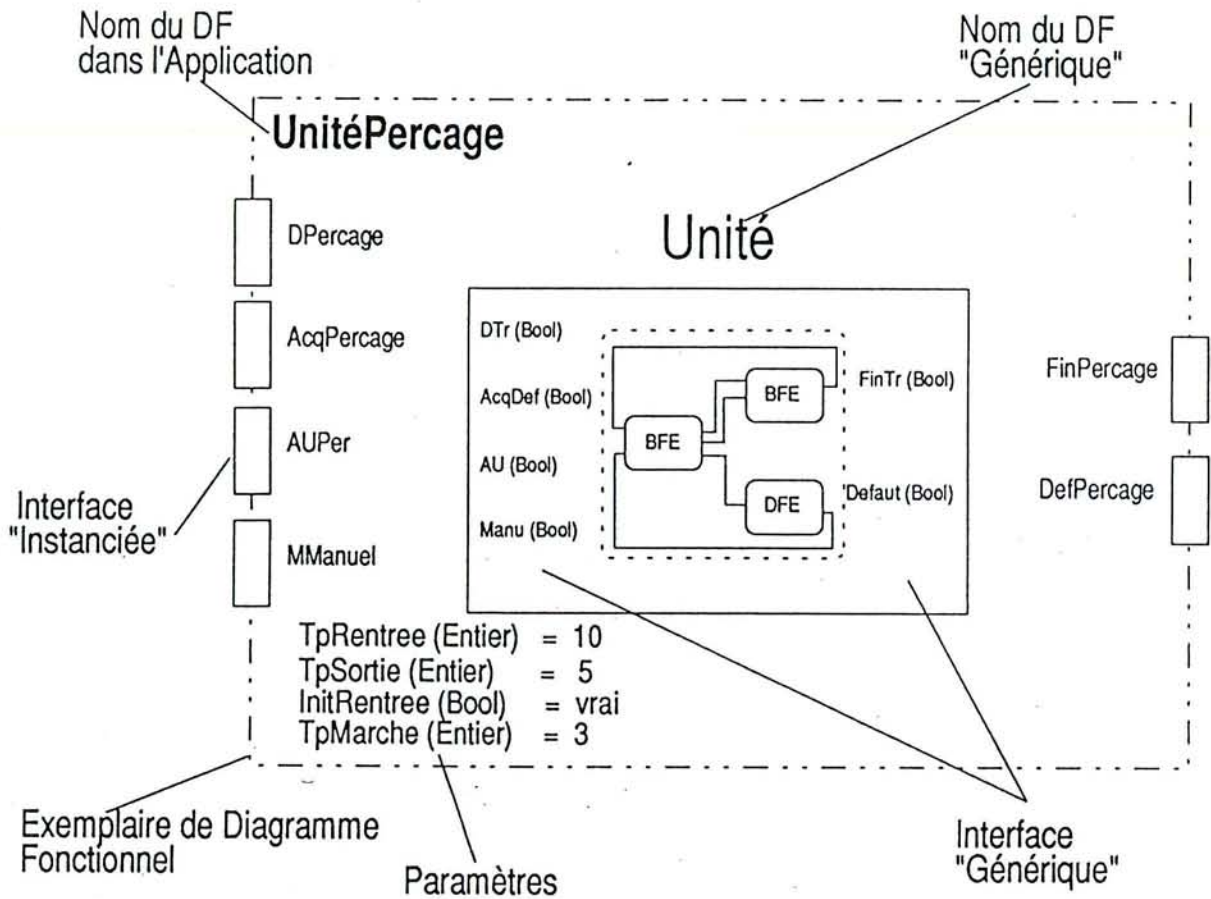 Nom du DF
dans l'Application
Nom du DF
"Générique"
UnitéPercage
Unité
DPercage
AcqPercage
AUPer
MManuel
Interface
"Instanciée"
DTr (Bool)
AcqDef (Bool)
AU (Bool)
Manu (Bool)
BFE
BFE
DFE
FinTr (Bool)
Defaut (Bool)
FinPercage
DefPercage
TpRentree (Entier) = 10
TpSortie (Entier) = 5
InitRentree (Bool) = vrai
TpMarche (Entier) = 3
Exemplaire de Diagramme
Fonctionnel
Paramètres
Interface
"Générique"